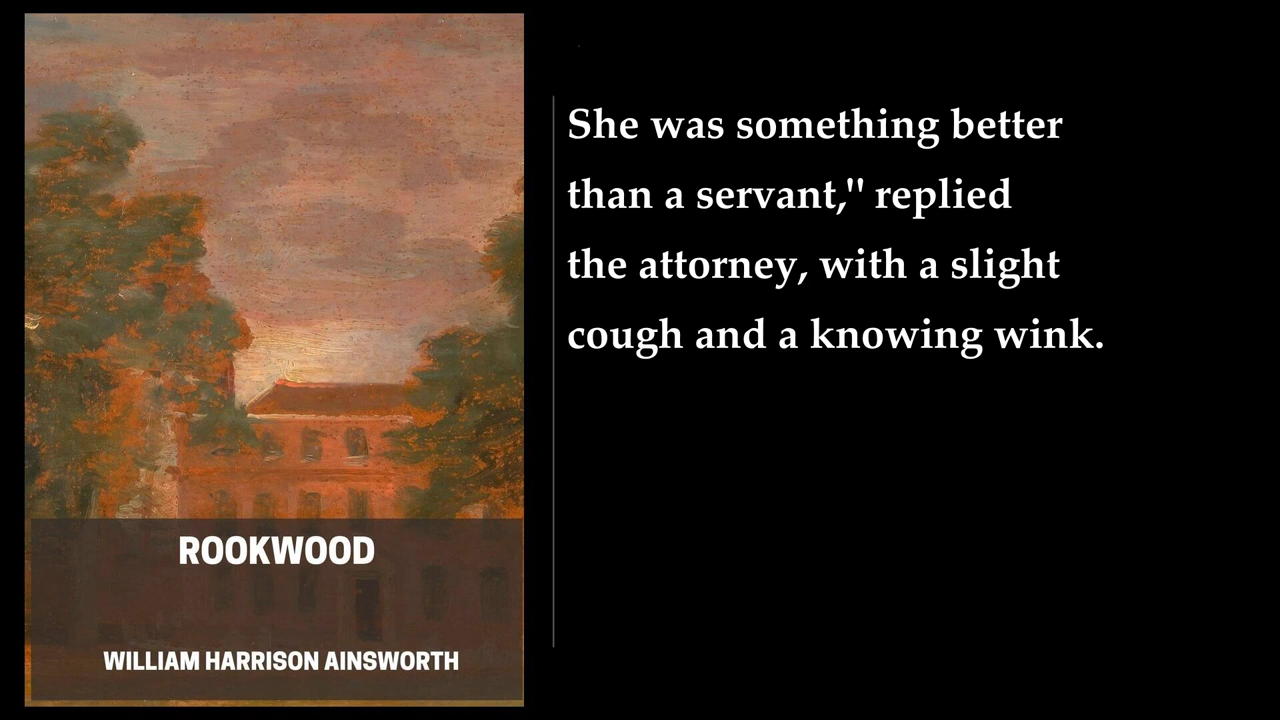 ROOKWOOD
WILLIAM HARRISON AINSWORTH
She was something better
than a servant," replied
the attorney, with a slight
cough and a knowing wink.